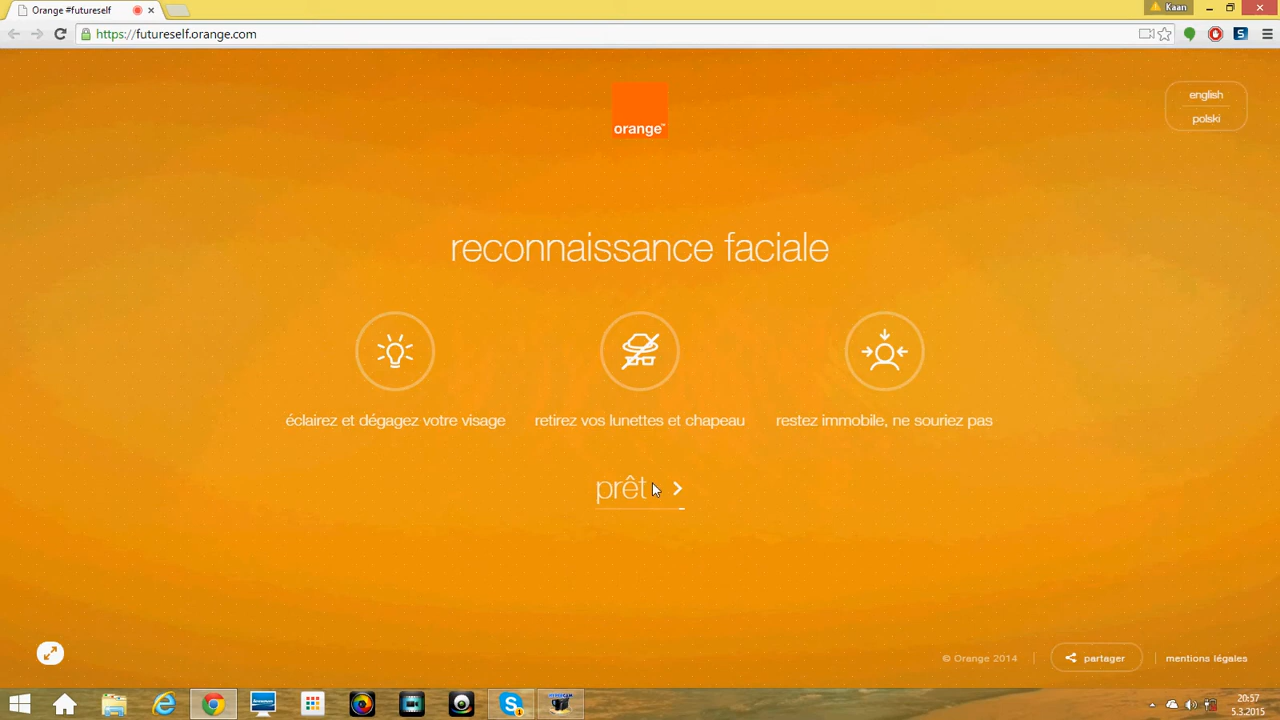 Orange #futureself
Kaan
https://futureself.orange.com
orange™
english
polski
reconnaissance faciale
éclairez et dégagez votre visage
retirez vos lunettes et chapeau
restez immobile, ne souriez pas
prêt
© Orange 2014
partager
mentions légales
20:57
5.3.2015